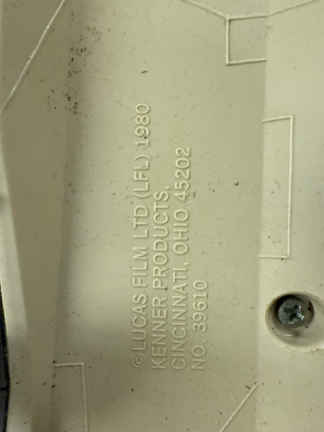 © LUCAS FILM LTD (LFL) 1980
KENNER PRODUCTS,
CINCINNATI, OHIO 45202
NO. 39610